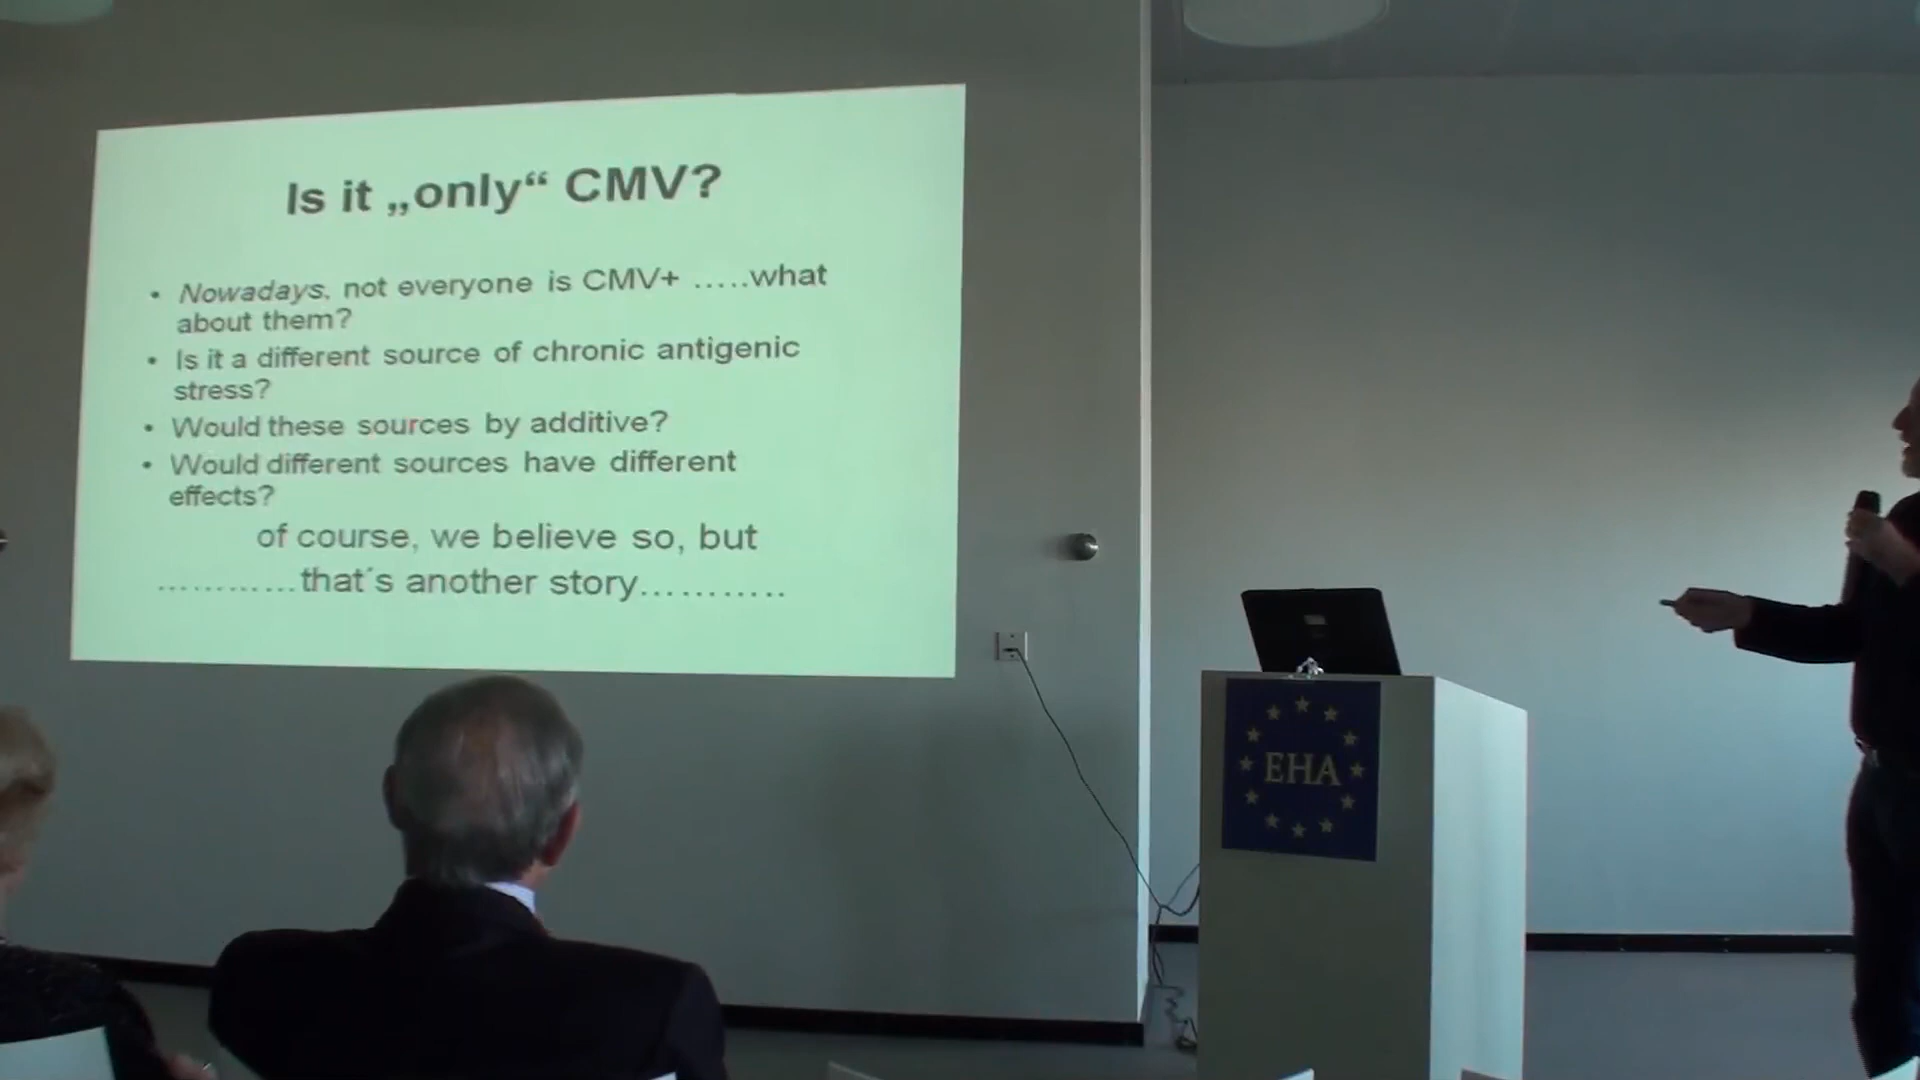 Is it „only“ CMV?
• Nowadays, not everyone is CMV+ .....what
about them?
• Is it a different source of chronic antigenic
stress?
• Would these sources by additive?
• Would different sources have different
effects?
of course, we believe so, but
............that´s another story...........
EHA